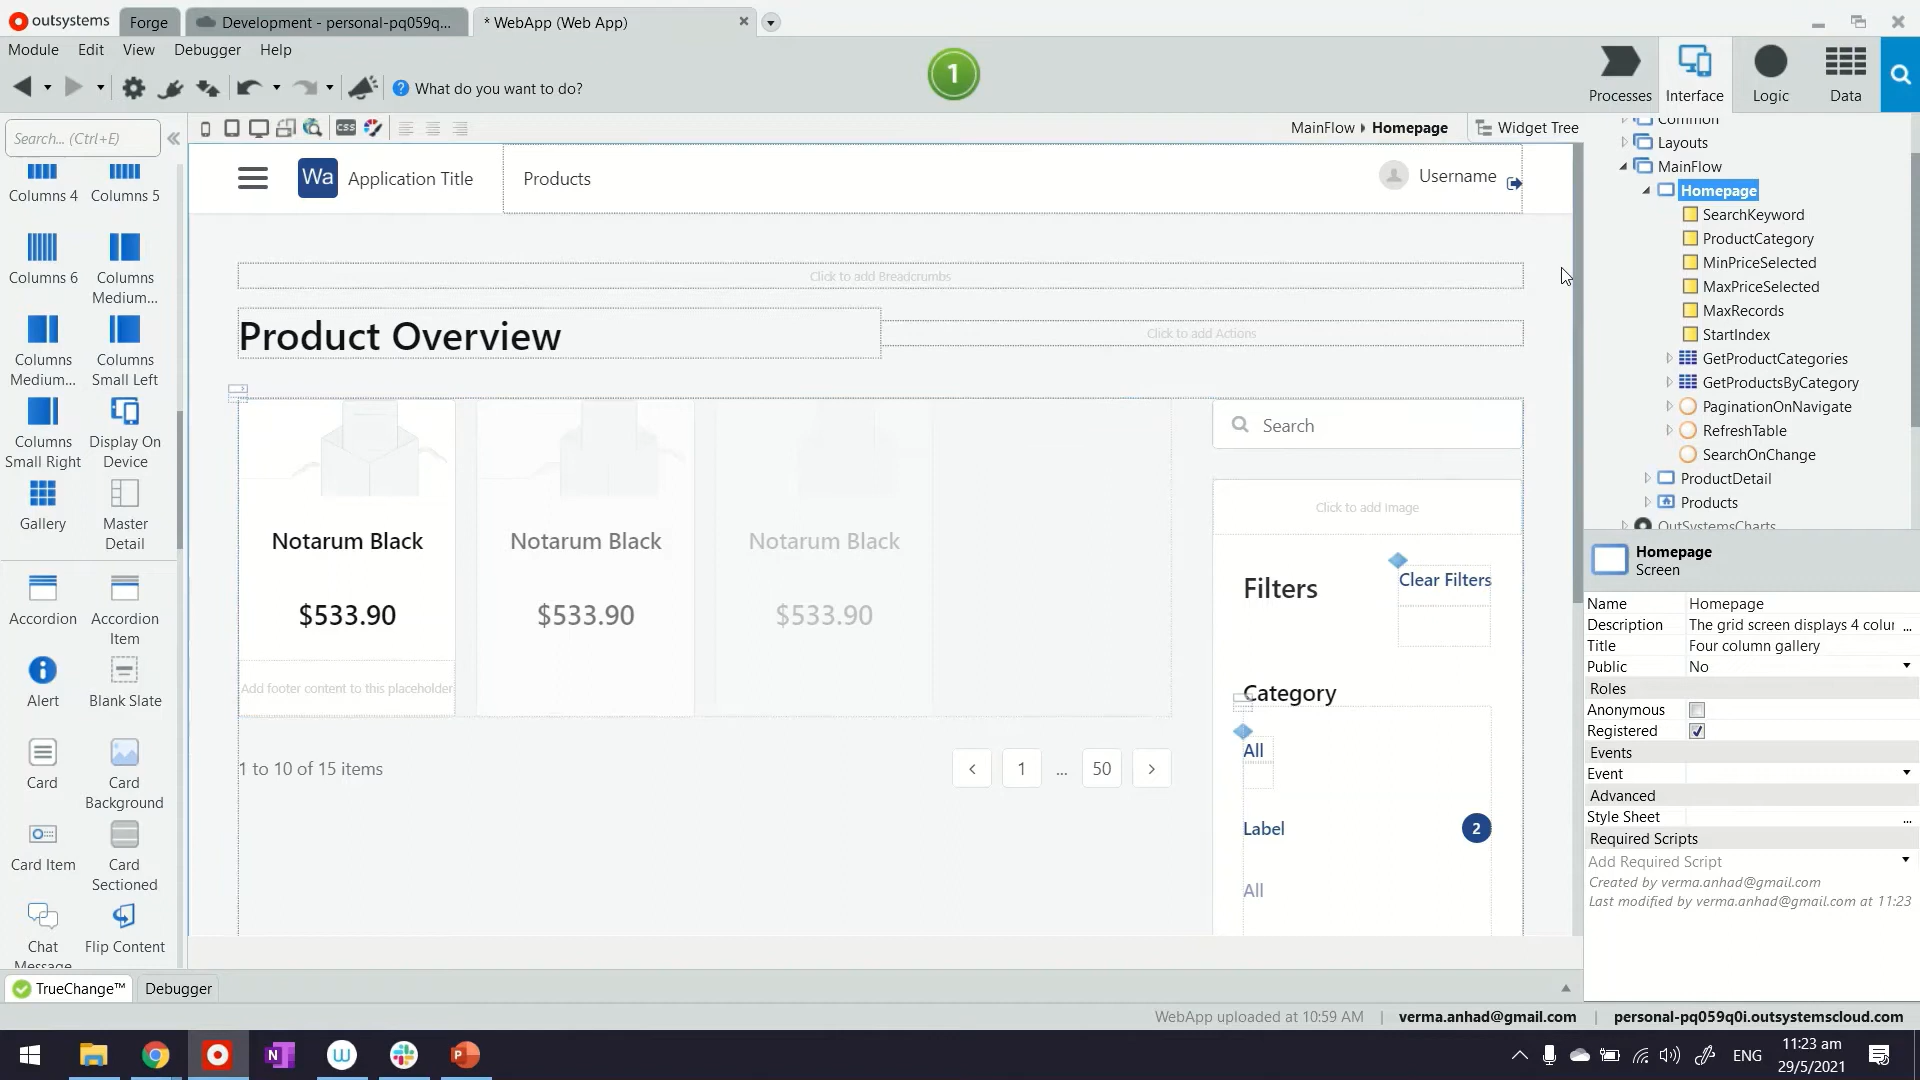 outsystems
Forge
Development - personal-pq059q...
* WebApp (Web App)
Module
Edit
View
Debugger
Help
What do you want to do?
1
Processes
Interface
Logic
Data
Search... (Ctrl+E)
css
MainFlow
Homepage
Widget Tree
Columns 4
Columns 5
Columns 6
Columns
Medium...
Columns
Medium...
Columns
Small Left
Columns
Small Right
Display On
Device
Gallery
Master
Detail
Accordion
Accordion
Item
Alert
Blank Slate
Card
Card
Background
Card Item
Card
Sectioned
Chat
Message
Flip Content
Wa
Application Title
Products
Username
Click to add Breadcrumbs
Product Overview
Click to add Actions
Notarum Black
$533.90
Add footer content to this placeholder
Notarum Black
$533.90
Notarum Black
$533.90
1 to 10 of 15 items
1
...
50
Search
Click to add Image
Filters
Clear Filters
Category
All
Label
2
All
Common
Layouts
MainFlow
Homepage
SearchKeyword
ProductCategory
MinPriceSelected
MaxPriceSelected
MaxRecords
StartIndex
GetProductCategories
GetProductsByCategory
PaginationOnNavigate
RefreshTable
SearchOnChange
ProductDetail
Products
OutSystemsCharts
Homepage
Screen
Name Homepage
Description The grid screen displays 4 colur ...
Title Four column gallery
Public No
Roles
Anonymous
Registered
Events
Event
Advanced
Style Sheet ...
Required Scripts
Add Required Script
Created by verma.anhad@gmail.com
Last modified by verma.anhad@gmail.com at 11:23
TrueChange™
Debugger
WebApp uploaded at 10:59 AM | verma.anhad@gmail.com | personal-pq059q0i.outsystemscloud.com
ENG
11:23 am
29/5/2021